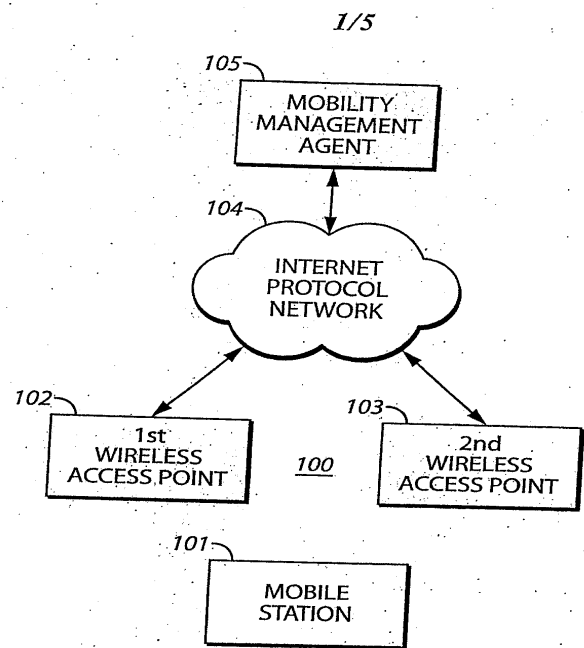 1/5
105
MOBILITY
MANAGEMENT
AGENT
104
INTERNET
PROTOCOL
NETWORK
102
1st
WIRELESS
ACCESS POINT
103
2nd
WIRELESS
ACCESS POINT
100
101
MOBILE
STATION